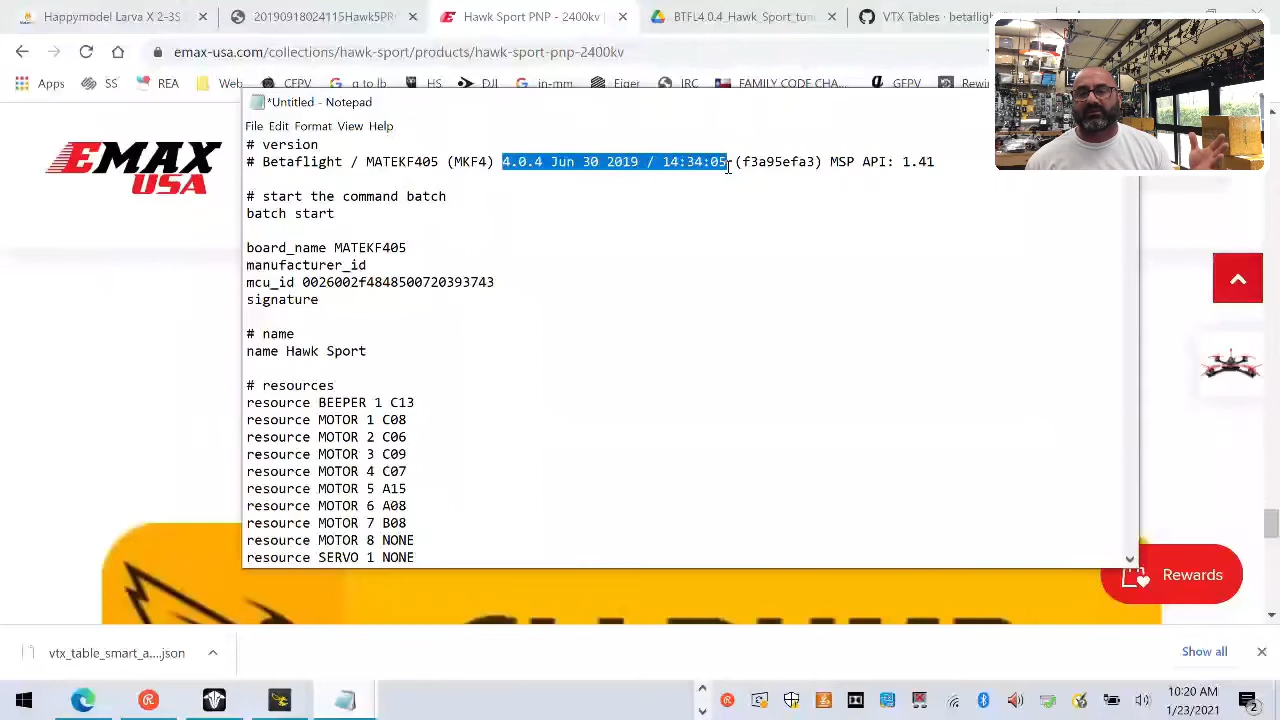 Happymodel Larva X 2-3S
Hawk Sport PNP - 2400kv |
VTX Tables · betaflight
emax-usa.com/collections/hawk-sport/products/hawk-sport-pnp-2400kv
Apps
SS
REA
HS
DJI
in-mm
Eiger
IRC
FAMILY CODE CHA...
GFPV
*Untitled - Notepad
File Edit Format View Help
# version
# Betaflight / MATEKF405 (MKF4) 4.0.4 Jun 30 2019 / 14:34:05 (f3a95efa3) MSP API: 1.41
# start the command batch
batch start
board_name MATEKF405
manufacturer_id
mcu_id 0026002f4848500720393743
signature
# name
name Hawk Sport
# resources
resource BEEPER 1 C13
resource MOTOR 1 C08
resource MOTOR 2 C06
resource MOTOR 3 C09
resource MOTOR 4 C07
resource MOTOR 5 A15
resource MOTOR 6 A08
resource MOTOR 7 B08
resource MOTOR 8 NONE
resource SERVO 1 NONE
EMAX
USA
Rewards
vtx_table_smart_a....json
Show all
10:20 AM
1/23/2021
2